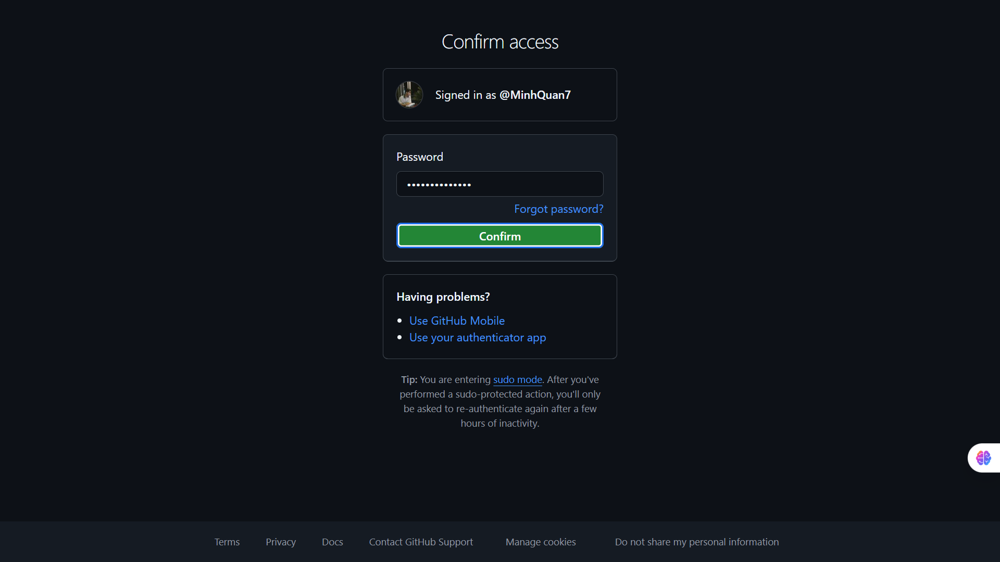 Confirm access
Signed in as @MinhQuan7
Password
••••••••••••••
Forgot password?
Confirm
Having problems?
• Use GitHub Mobile
• Use your authenticator app
Tip: You are entering sudo mode. After you've
performed a sudo-protected action, you'll only
be asked to re-authenticate again after a few
hours of inactivity.
Terms Privacy Docs Contact GitHub Support Manage cookies Do not share my personal information